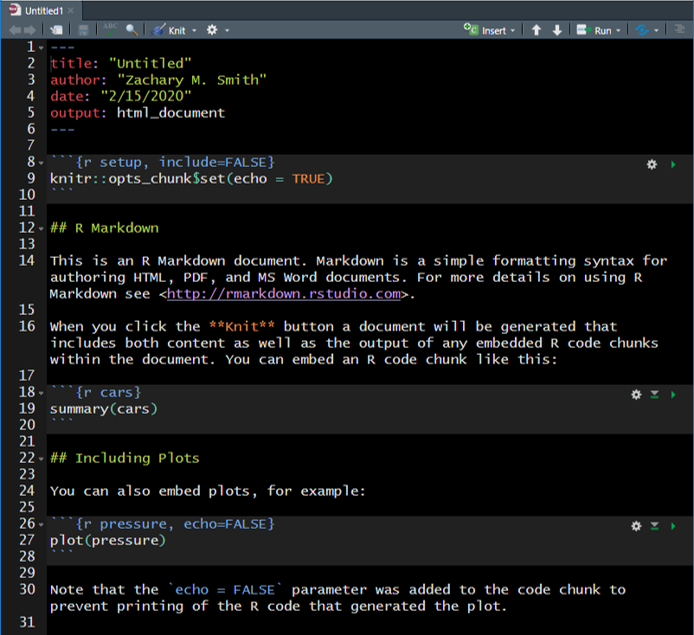 Untitled1
ABC Knit Insert Run
1 ---
2 title: "Untitled"
3 author: "Zachary M. Smith"
4 date: "2/15/2020"
5 output: html_document
6 ---
7
8 ```{r setup, include=FALSE}
9 knitr::opts_chunk$set(echo = TRUE)
10 ```
11
12 ## R Markdown
13
14 This is an R Markdown document. Markdown is a simple formatting syntax for
authoring HTML, PDF, and MS Word documents. For more details on using R
Markdown see <http://rmarkdown.rstudio.com>.
15
16 When you click the **Knit** button a document will be generated that
includes both content as well as the output of any embedded R code chunks
within the document. You can embed an R code chunk like this:
17
18 ```{r cars}
19 summary(cars)
20 ```
21
22 ## Including Plots
23
24 You can also embed plots, for example:
25
26 ```{r pressure, echo=FALSE}
27 plot(pressure)
28 ```
29
30 Note that the `echo = FALSE` parameter was added to the code chunk to
prevent printing of the R code that generated the plot.
31